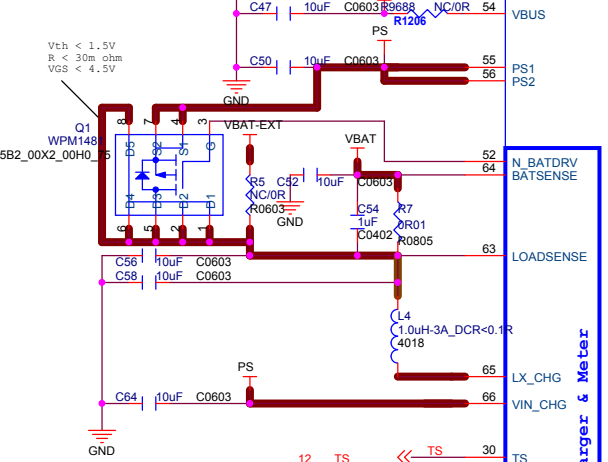 C47 10uF C0603 R9688 NC/0R 54 VBUS
R1206
PS
Vth < 1.5V
R < 30m ohm
VGS < 4.5V
C50 10uF C0603 55 PS1
56 PS2
GND
Q1 8 7 4 3 VBAT-EXT
WPM1481 VBAT
5B2_00X2_00H0_75 D5 S2 S1 G 52 N_BATDRV
64 BATSENSE
R5 C52 10uF C0603
NC/0R
R0603 C54 R7
D4 D3 D2 D1 GND 1uF 0R01
6 5 2 1 C0402 R0805
63 LOADSENSE
C56 10uF C0603
C58 10uF C0603
L4
1.0uH-3A_DCR<0.1R
4018
PS 65 LX_CHG
C64 10uF C0603 66 VIN_CHG
GND
12 TS TS 30 TS
arger & Meter